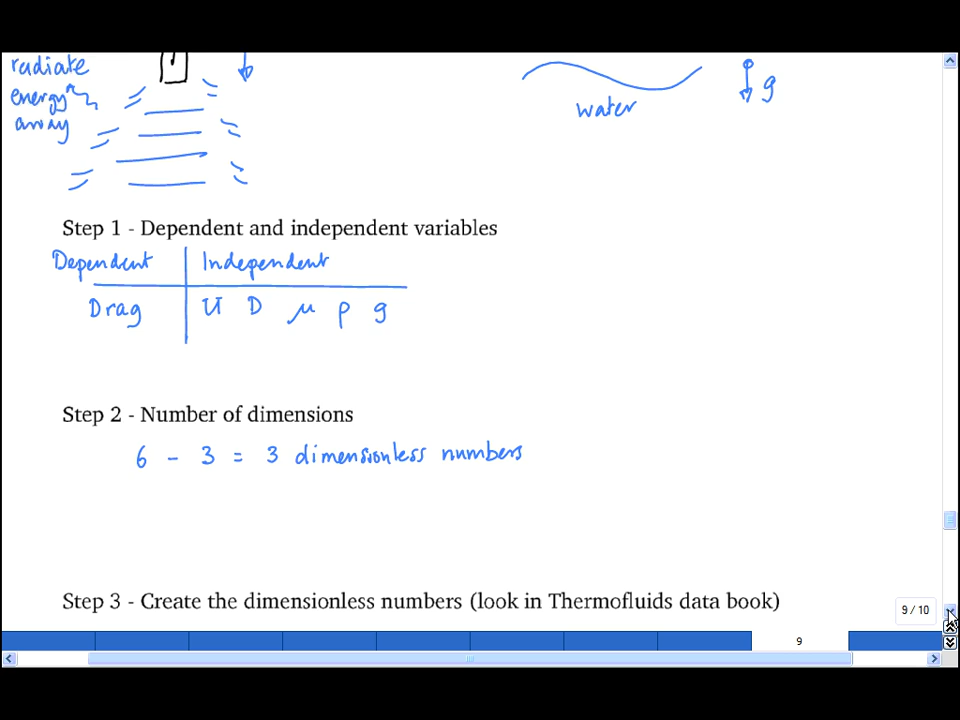 radiate
energy
array
water
g
Step 1 - Dependent and independent variables
Dependent Independent
Drag U D μ ρ g
Step 2 - Number of dimensions
6 - 3 = 3 dimensionless numbers
Step 3 - Create the dimensionless numbers (look in Thermofluids data book)
9 / 10
9